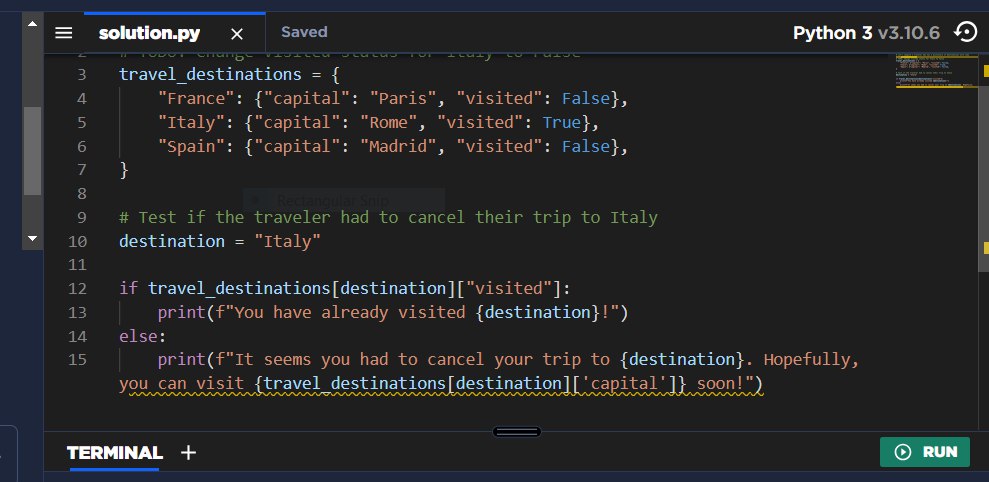 solution.py
Saved
Python 3 v3.10.6
# TODO: Change visited status for Italy to False
3 travel_destinations = {
4 "France": {"capital": "Paris", "visited": False},
5 "Italy": {"capital": "Rome", "visited": True},
6 "Spain": {"capital": "Madrid", "visited": False},
7 }
8
Rectangular Snip
9 # Test if the traveler had to cancel their trip to Italy
10 destination = "Italy"
11
12 if travel_destinations[destination]["visited"]:
13 print(f"You have already visited {destination}!")
14 else:
15 print(f"It seems you had to cancel your trip to {destination}. Hopefully,
you can visit {travel_destinations[destination]['capital']} soon!")
TERMINAL +
RUN